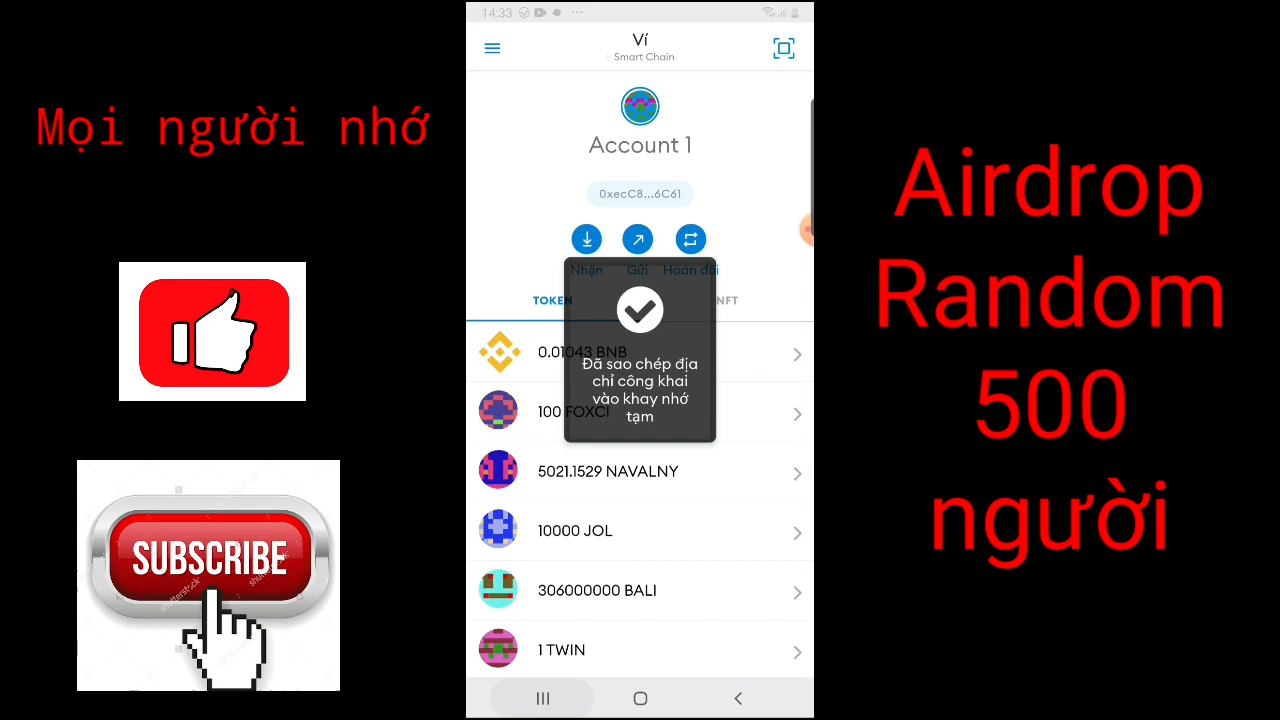 Mọi người nhớ
SUBSCRIBE
shutterstock
shutterstock
14:33
Ví
Smart Chain
Account 1
0xecC8...6C61
Nhận
Gửi
Hoán đổi
TOKEN
NFT
0.01043 BNB
Đã sao chép địa
chỉ công khai
vào khay nhớ
tạm
100 FOXCI
5021.1529 NAVALNY
10000 JOL
306000000 BALI
1 TWIN
Airdrop
Random
500
người